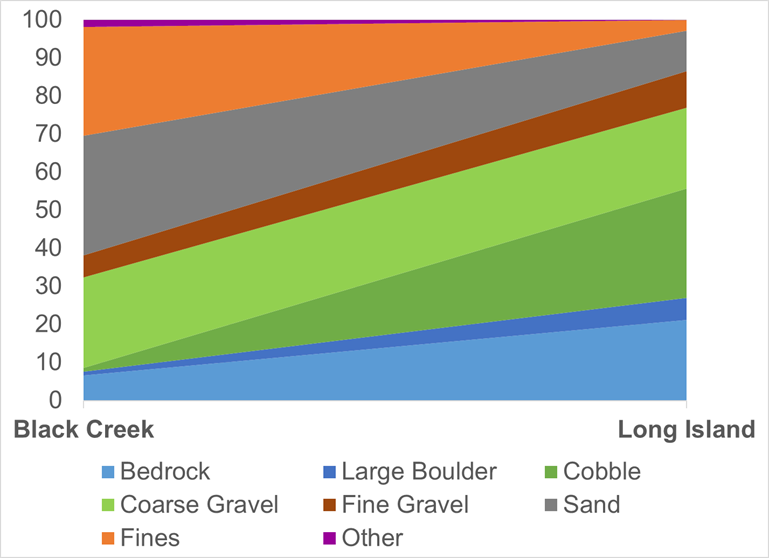 100
90
80
70
60
50
40
30
20
10
0
Black Creek Long Island
Bedrock Large Boulder Cobble
Coarse Gravel Fine Gravel Sand
Fines Other